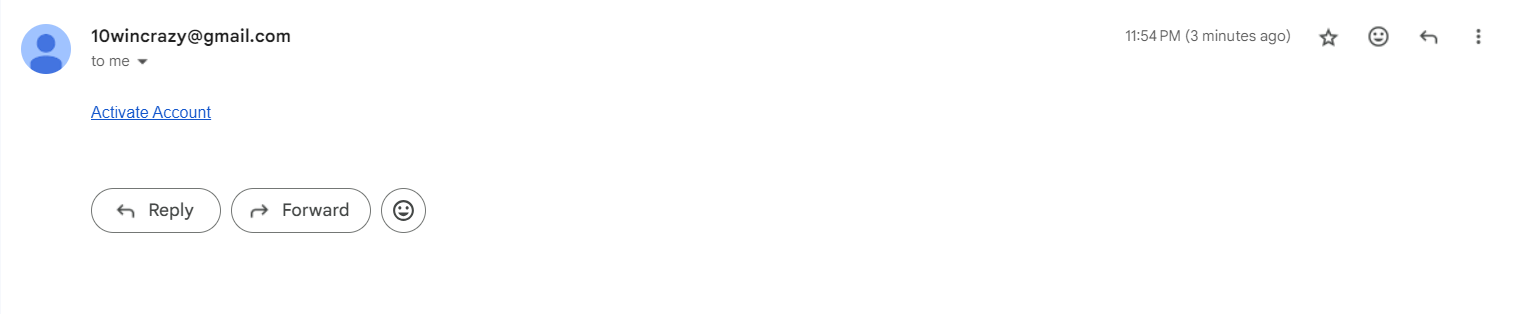 10wincrazy@gmail.com
11:54 PM (3 minutes ago)
to me
Activate Account
Reply
Forward